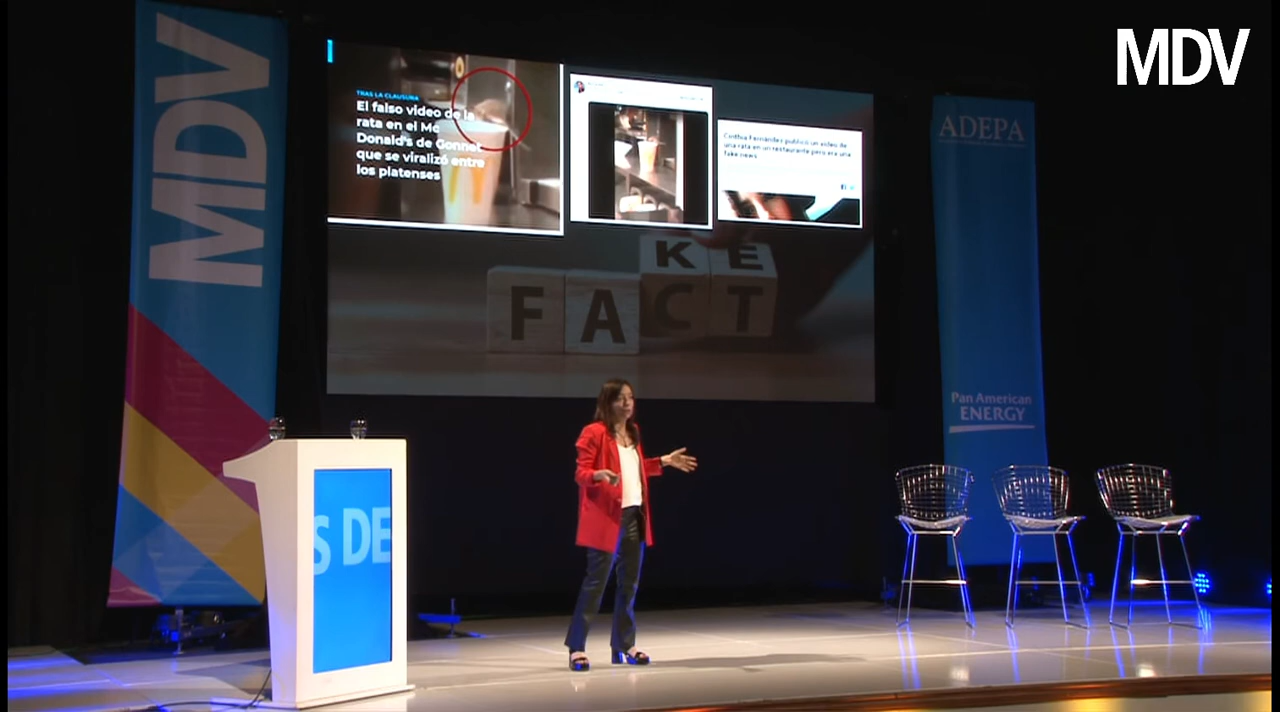 MDV
MDV
TRAS LA CLAUSURA
El falso video de la
rata en el Mc
Donald's de Gonnet
que se viralizó entre
los platenses
Cinthia Fernández publicó un video de
una rata en un restaurante pero era una
fake news
KE
FACT
ADEPA
Pan American
ENERGY
S DE